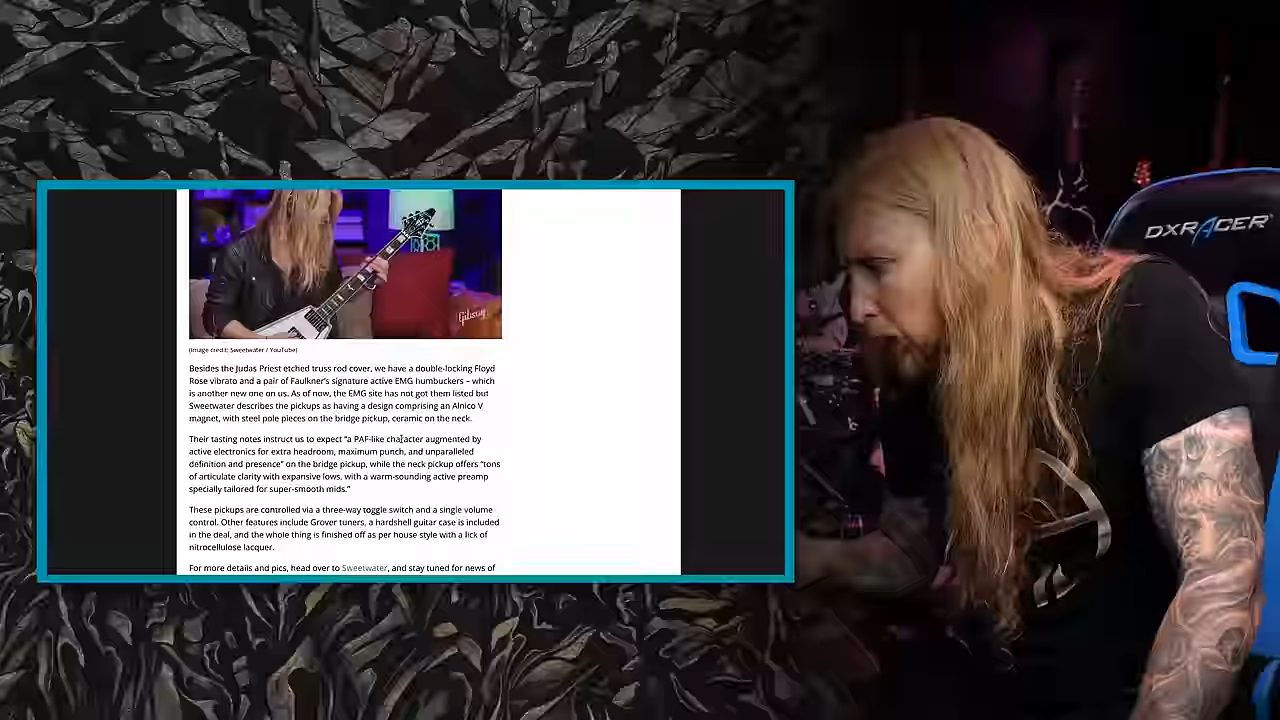 Gibson
(Image credit: Sweetwater / YouTube)
Besides the Judas Priest etched truss rod cover, we have a double-locking Floyd
Rose vibrato and a pair of Faulkner's signature active EMG humbuckers – which
is another new one on us. As of now, the EMG site has not got them listed but
Sweetwater describes the pickups as having a design comprising an Alnico V
magnet, with steel pole pieces on the bridge pickup, ceramic on the neck.
Their tasting notes instruct us to expect “a PAF-like character augmented by
active electronics for extra headroom, maximum punch, and unparalleled
definition and presence” on the bridge pickup, while the neck pickup offers “tons
of articulate clarity with expansive lows, with a warm-sounding active preamp
specially tailored for super-smooth mids.”
These pickups are controlled via a three-way toggle switch and a single volume
control. Other features include Grover tuners, a hardshell guitar case is included
in the deal, and the whole thing is finished off as per house style with a lick of
nitrocellulose lacquer.
For more details and pics, head over to Sweetwater, and stay tuned for news of
DXRACER